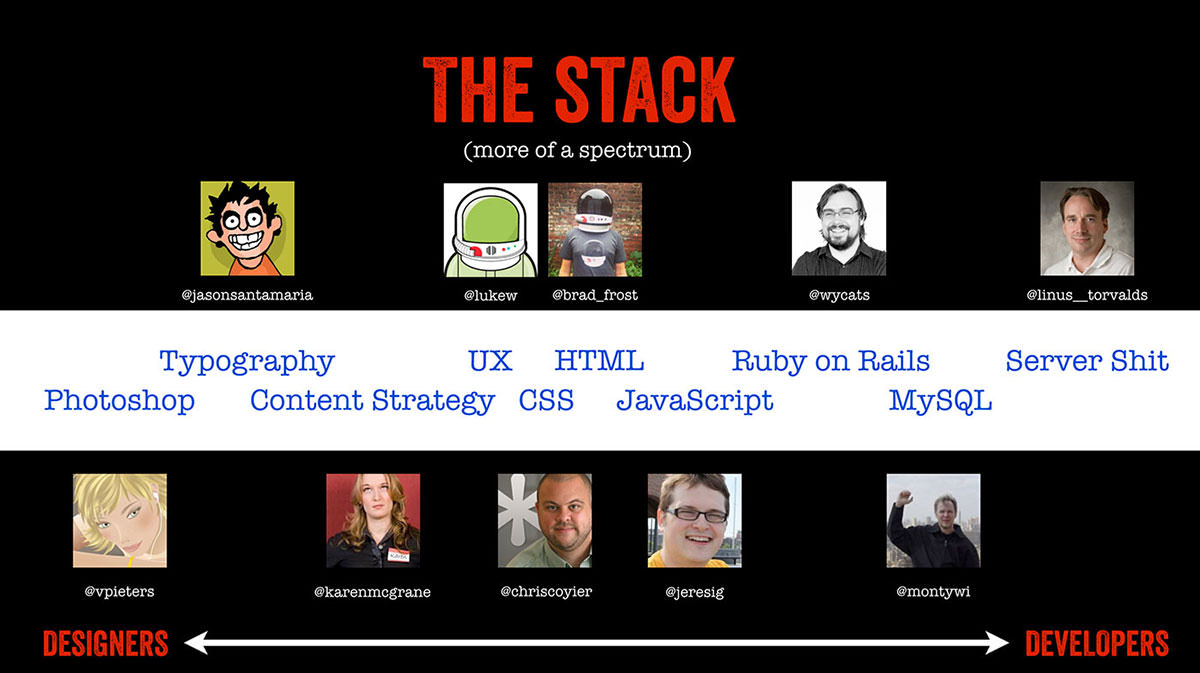 THE STACK
(more of a spectrum)
@jasonsantamaria @lukew @brad_frost @wycats @linus__torvalds
Typography UX HTML Ruby on Rails Server Shit
Photoshop Content Strategy CSS JavaScript MySQL
@vpieters @karenmcgrane @chriscoyier @jeresig @montywi
DESIGNERS DEVELOPERS